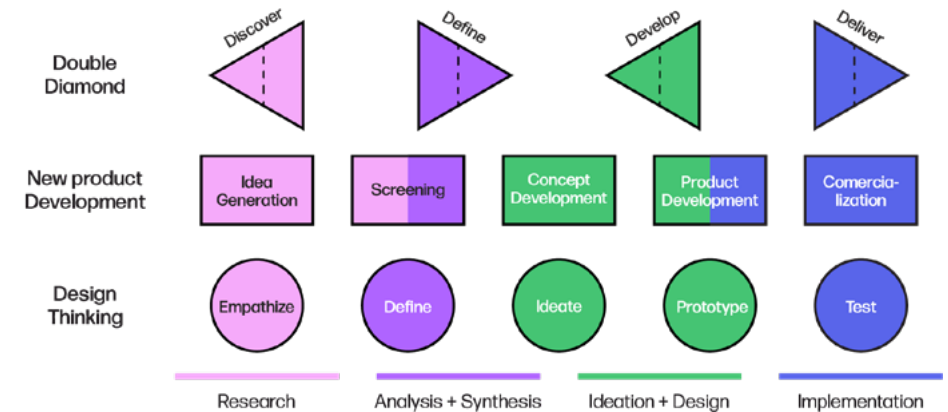 Discover
Define
Develop
Deliver
Double
Diamond
New product
Development
Idea
Generation
Screening
Concept
Development
Product
Development
Comercia-
lization
Design
Thinking
Empathize
Define
Ideate
Prototype
Test
Research
Analysis + Synthesis
Ideation + Design
Implementation